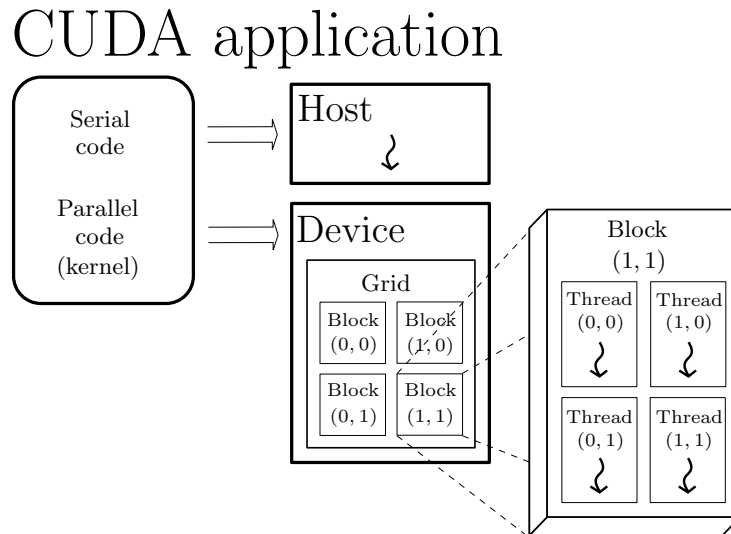 CUDA application
Serial
code
Parallel
code
(kernel)
Host
Device
Grid
Block
(0, 0)
Block
(1, 0)
Block
(0, 1)
Block
(1, 1)
Block
(1, 1)
Thread
(0, 0)
Thread
(1, 0)
Thread
(0, 1)
Thread
(1, 1)